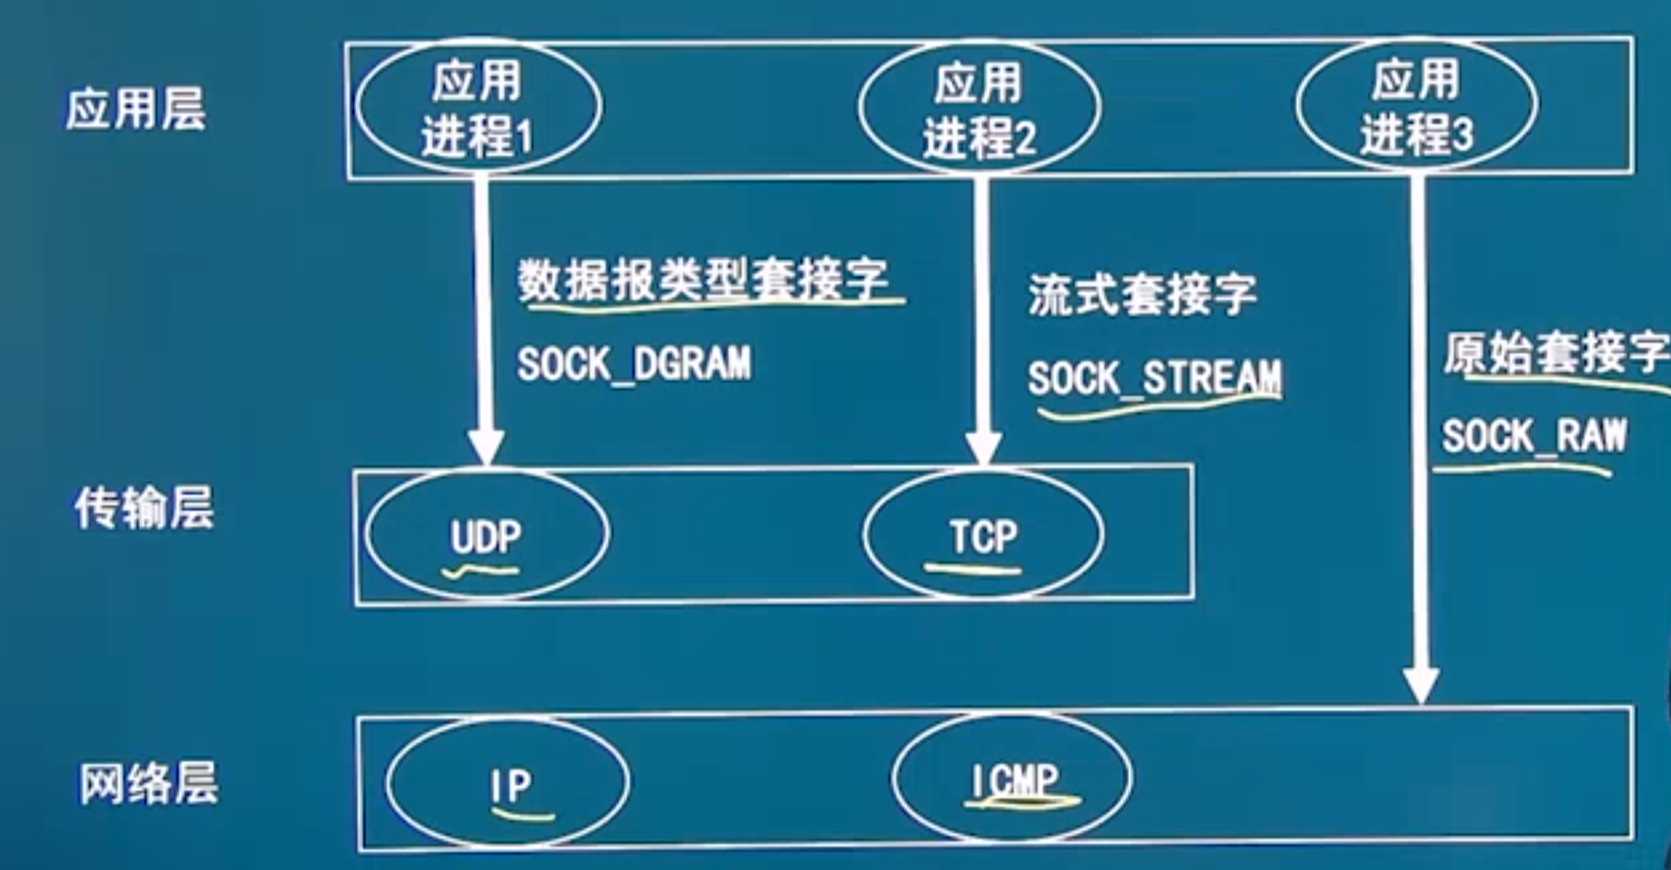 应用层
应用
进程1
应用
进程2
应用
进程3
数据报类型套接字
SOCK_DGRAM
流式套接字
SOCK_STREAM
原始套接字
SOCK_RAW
传输层
UDP
TCP
网络层
IP
ICMP